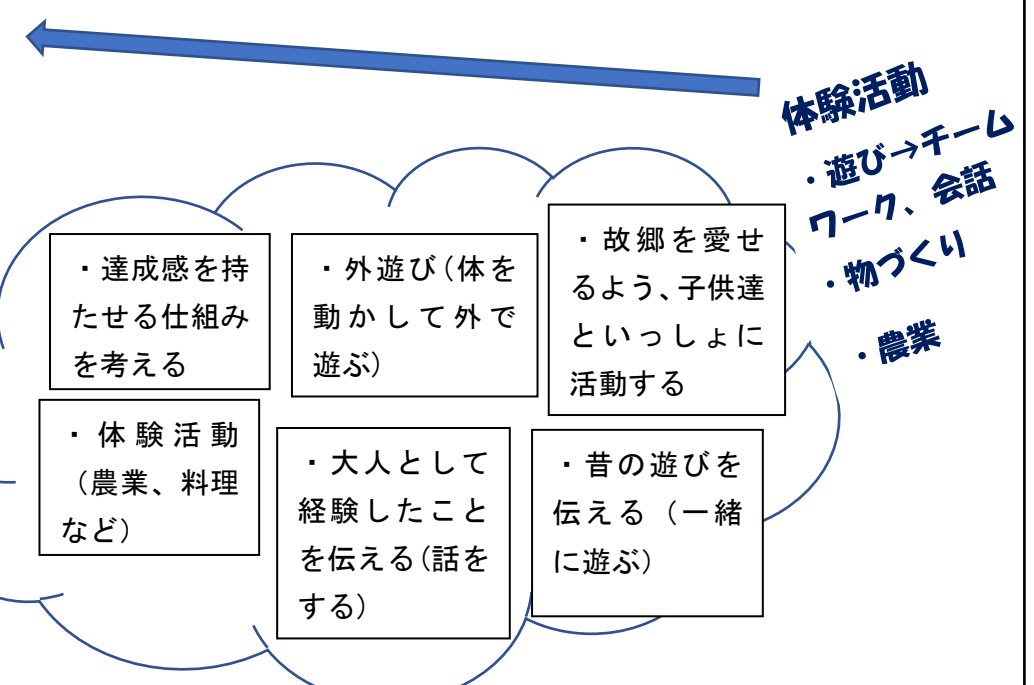 体験活動
・遊び→チーム
ワーク、会話
・物づくり
・農業
・達成感を持
たせる仕組み
を考える
・外遊び（体を
動かして外で
遊ぶ）
・故郷を愛せ
るよう、子供達
といっしょに
活動する
・体験活動
（農業、料理
など）
・大人として
経験したこと
を伝える（話を
する）
・昔の遊びを
伝える（一緒
に遊ぶ）